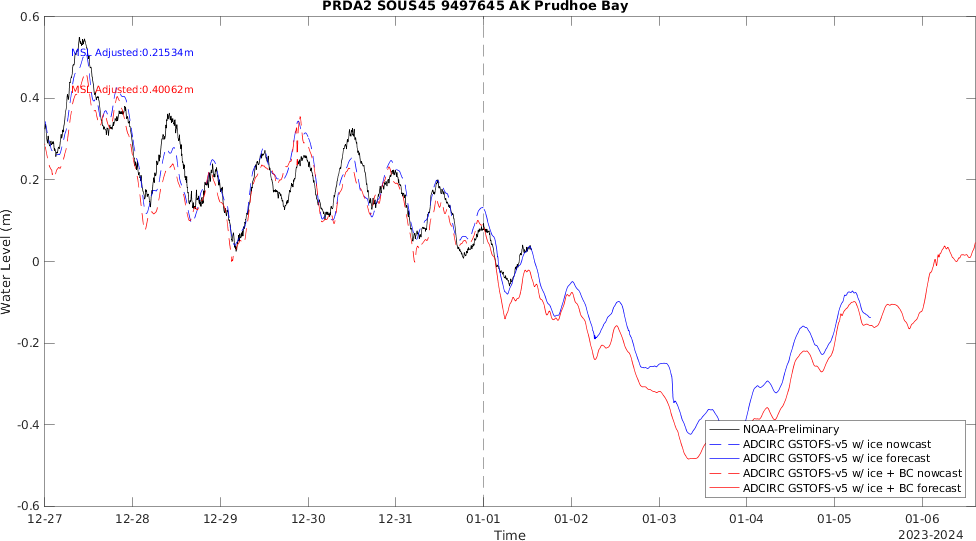 PRDA2 SOUS45 9497645 AK Prudhoe Bay
0.6
MSL Adjusted:0.21534m
MSL Adjusted:0.40062m
0.4
0.2
0
-0.2
-0.4
-0.6
Water Level (m)
NOAA-Preliminary
ADCIRC GSTOFS-v5 w/ ice nowcast
ADCIRC GSTOFS-v5 w/ ice forecast
ADCIRC GSTOFS-v5 w/ ice + BC nowcast
ADCIRC GSTOFS-v5 w/ ice + BC forecast
12-27 12-28 12-29 12-30 12-31 01-01 01-02 01-03 01-04 01-05 01-06
Time
2023-2024